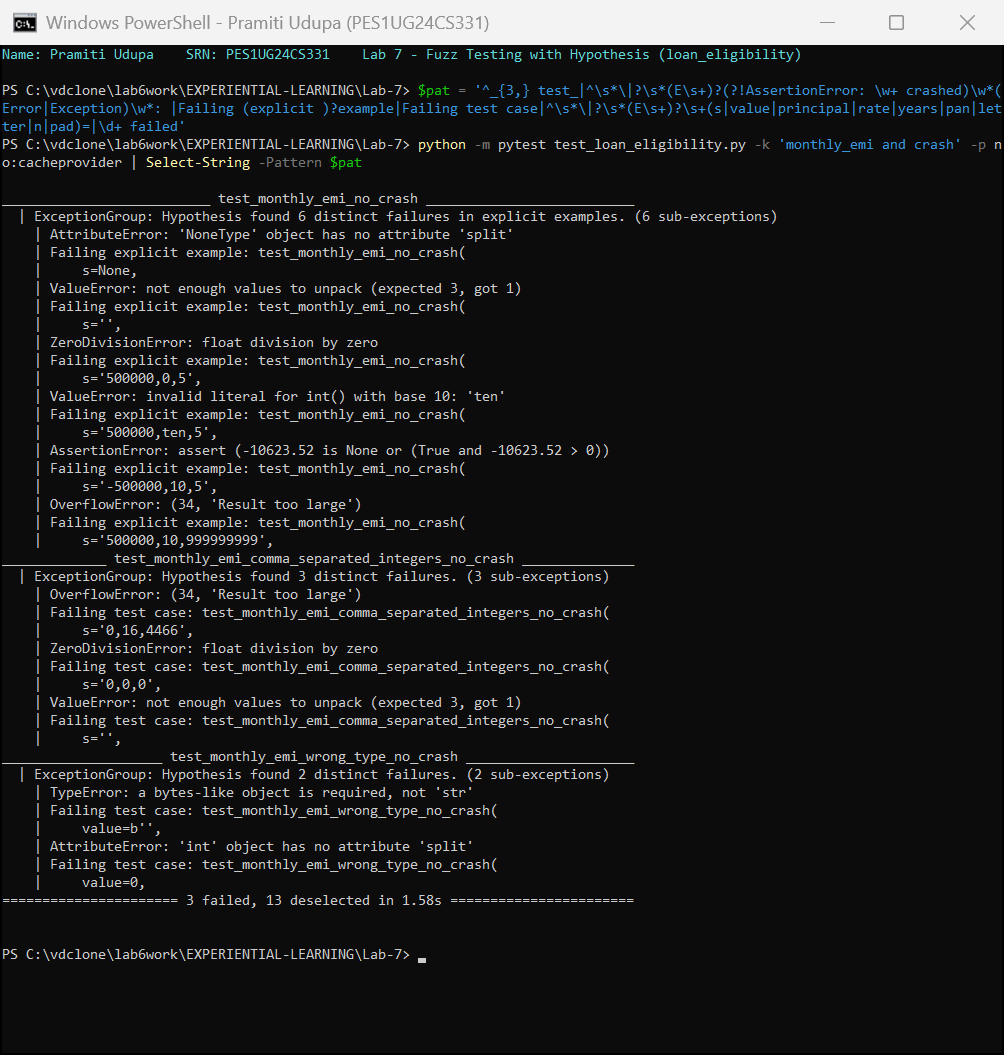 Windows PowerShell - Pramiti Udupa (PES1UG24CS331)
Name: Pramiti Udupa    SRN: PES1UG24CS331    Lab 7 - Fuzz Testing with Hypothesis (loan_eligibility)
PS C:\vdclone\lab6work\EXPERIENTIAL-LEARNING\Lab-7> $pat = '^_{3,} test_|^\s*\|?\s*(E\s+)?(?!AssertionError: \w+ crashed)\w*(
Error|Exception)\w*: |Failing (explicit )?example|Failing test case|^\s*\|?\s*(E\s+)?\s+(s|value|principal|rate|years|pan|let
ter|n|pad)=|\d+ failed'
PS C:\vdclone\lab6work\EXPERIENTIAL-LEARNING\Lab-7> python -m pytest test_loan_eligibility.py -k 'monthly_emi and crash' -p n
o:cacheprovider | Select-String -Pattern $pat
__________________________ test_monthly_emi_no_crash __________________________
  | ExceptionGroup: Hypothesis found 6 distinct failures in explicit examples. (6 sub-exceptions)
    | AttributeError: 'NoneType' object has no attribute 'split'
    | Failing explicit example: test_monthly_emi_no_crash(
    |     s=None,
    | ValueError: not enough values to unpack (expected 3, got 1)
    | Failing explicit example: test_monthly_emi_no_crash(
    |     s='',
    | ZeroDivisionError: float division by zero
    | Failing explicit example: test_monthly_emi_no_crash(
    |     s='500000,0,5',
    | ValueError: invalid literal for int() with base 10: 'ten'
    | Failing explicit example: test_monthly_emi_no_crash(
    |     s='500000,ten,5',
    | AssertionError: assert (-10623.52 is None or (True and -10623.52 > 0))
    | Failing explicit example: test_monthly_emi_no_crash(
    |     s='-500000,10,5',
    | OverflowError: (34, 'Result too large')
    | Failing explicit example: test_monthly_emi_no_crash(
    |     s='500000,10,999999999',
_____________ test_monthly_emi_comma_separated_integers_no_crash ______________
  | ExceptionGroup: Hypothesis found 3 distinct failures. (3 sub-exceptions)
    | OverflowError: (34, 'Result too large')
    | Failing test case: test_monthly_emi_comma_separated_integers_no_crash(
    |     s='0,16,4466',
    | ZeroDivisionError: float division by zero
    | Failing test case: test_monthly_emi_comma_separated_integers_no_crash(
    |     s='0,0,0',
    | ValueError: not enough values to unpack (expected 3, got 1)
    | Failing test case: test_monthly_emi_comma_separated_integers_no_crash(
    |     s='',
____________________ test_monthly_emi_wrong_type_no_crash _____________________
  | ExceptionGroup: Hypothesis found 2 distinct failures. (2 sub-exceptions)
    | TypeError: a bytes-like object is required, not 'str'
    | Failing test case: test_monthly_emi_wrong_type_no_crash(
    |     value=b'',
    | AttributeError: 'int' object has no attribute 'split'
    | Failing test case: test_monthly_emi_wrong_type_no_crash(
    |     value=0,
====================== 3 failed, 13 deselected in 1.58s =======================
PS C:\vdclone\lab6work\EXPERIENTIAL-LEARNING\Lab-7>